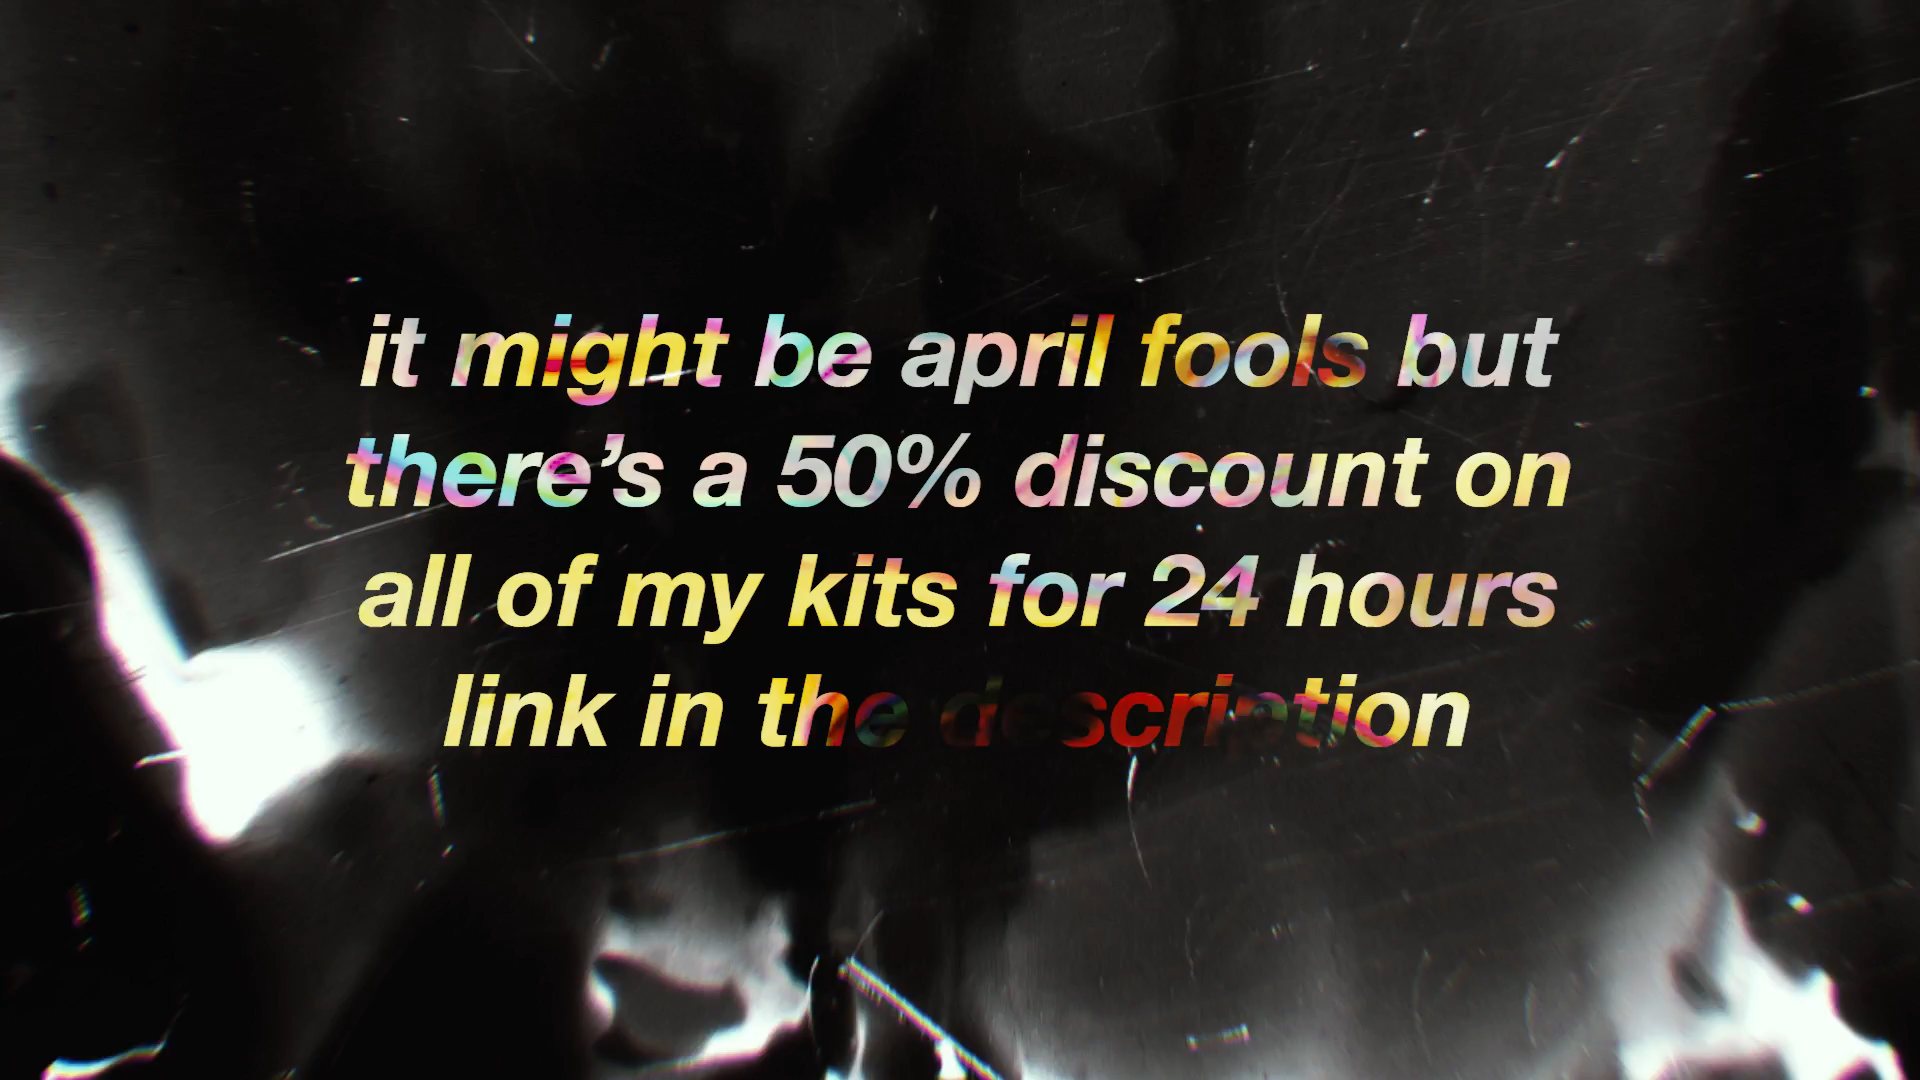 it might be april fools but
there’s a 50% discount on
all of my kits for 24 hours
link in the description